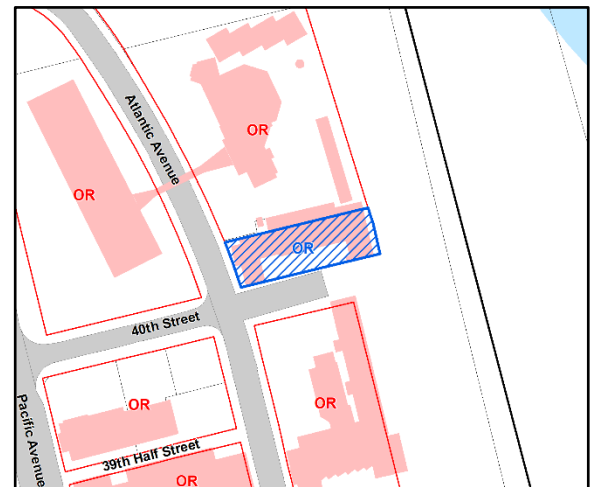 Atlantic Avenue
OR
OR
OR
40th Street
Pacific Avenue
OR
OR
39th Half Street
OR